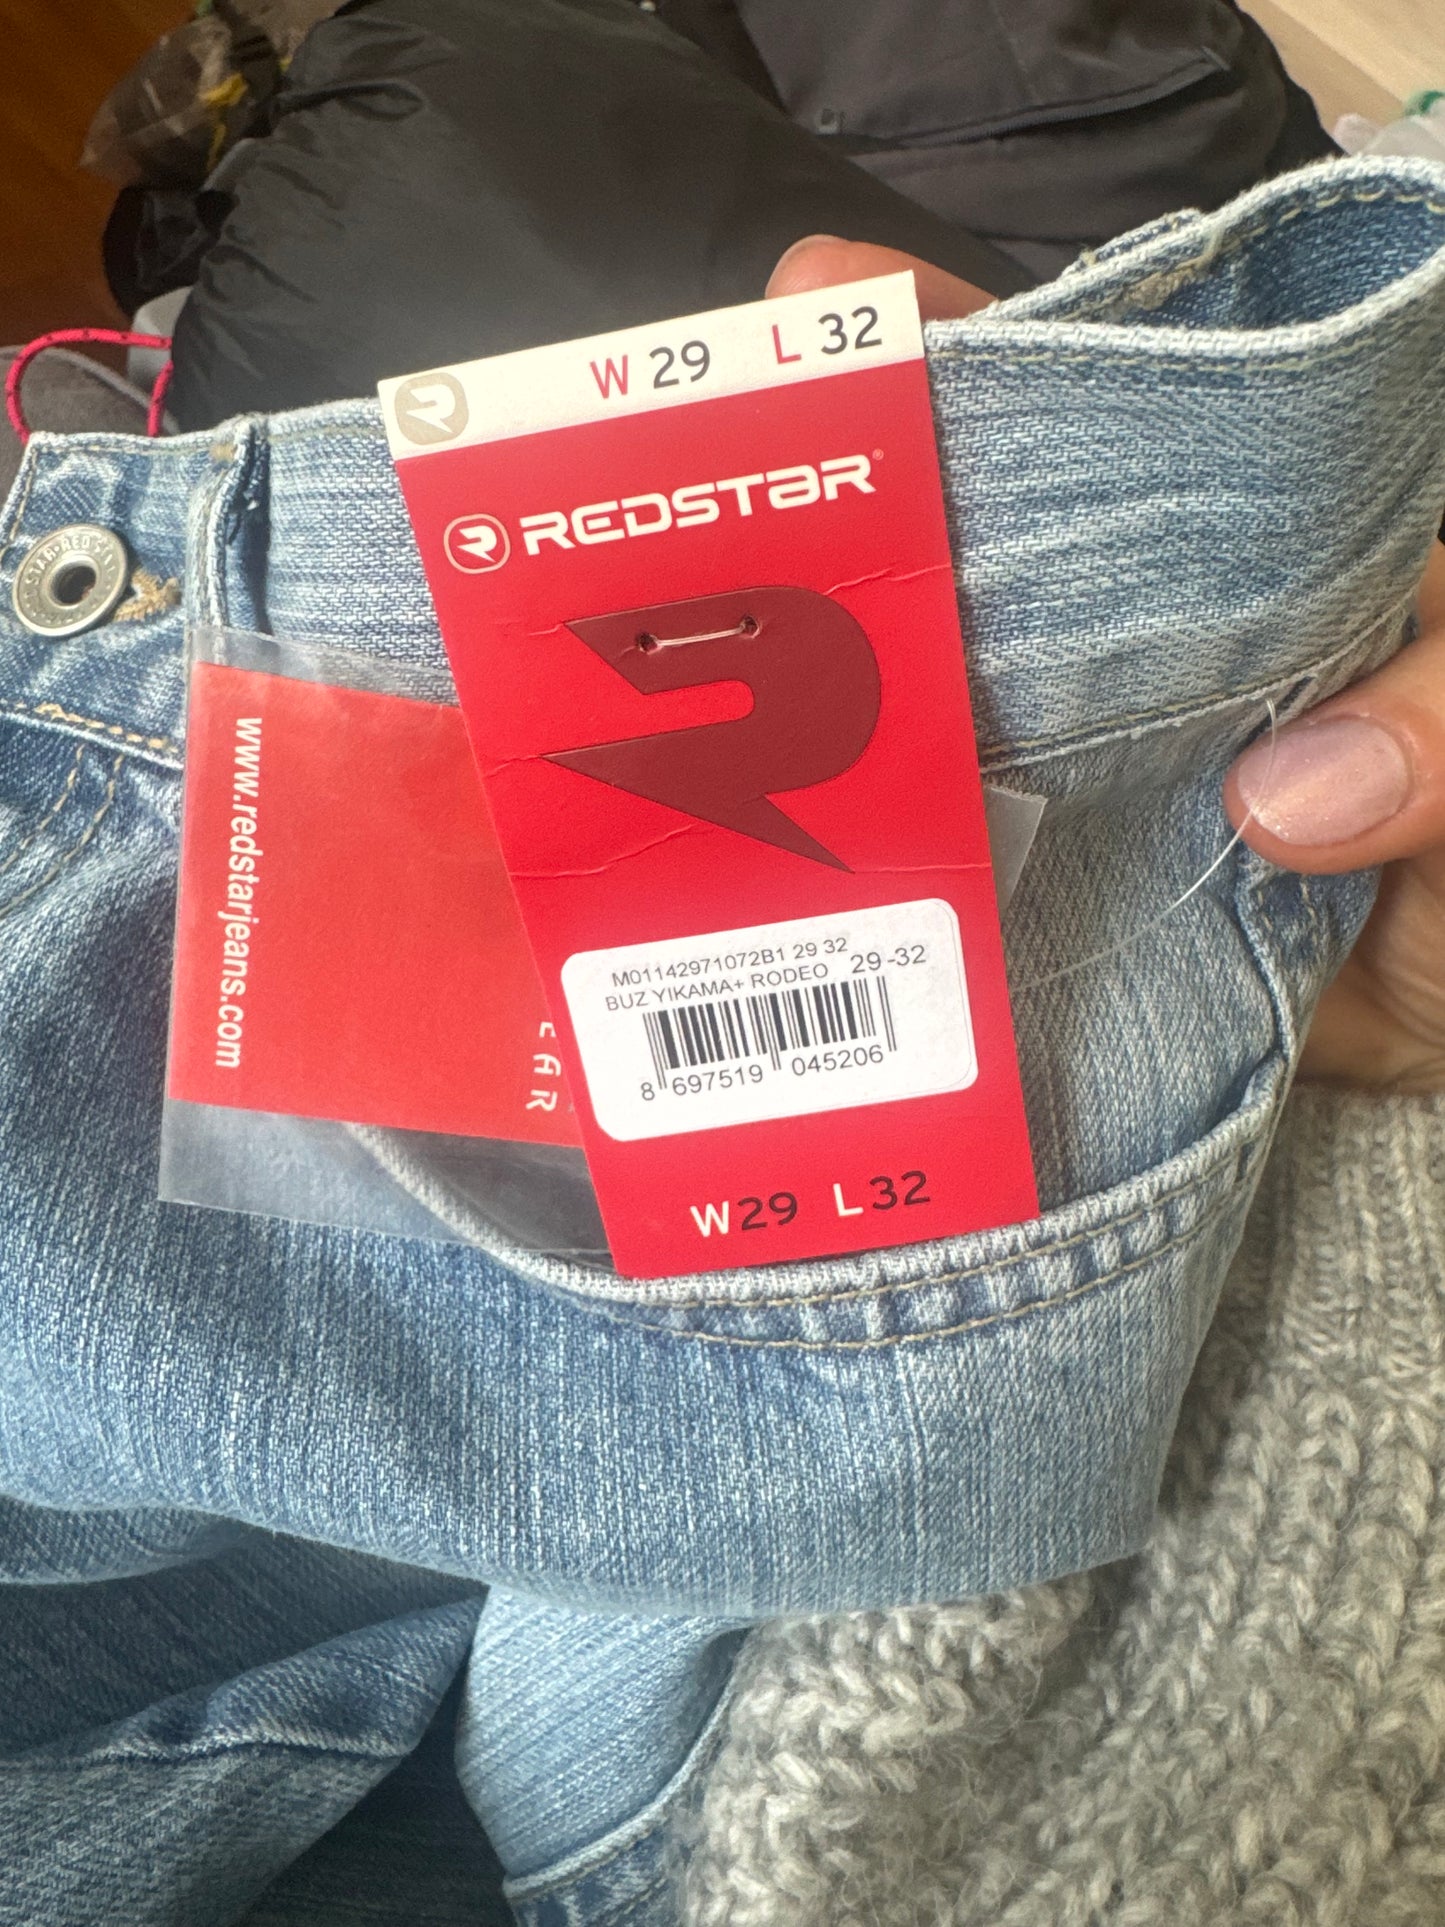 W 29 L 32
REDSTAR®
M01142971072B1 29 32
BUZ YIKAMA+ RODEO 29-32
8 697519 045206
W29 L32
www.redstarjeans.com
EAR